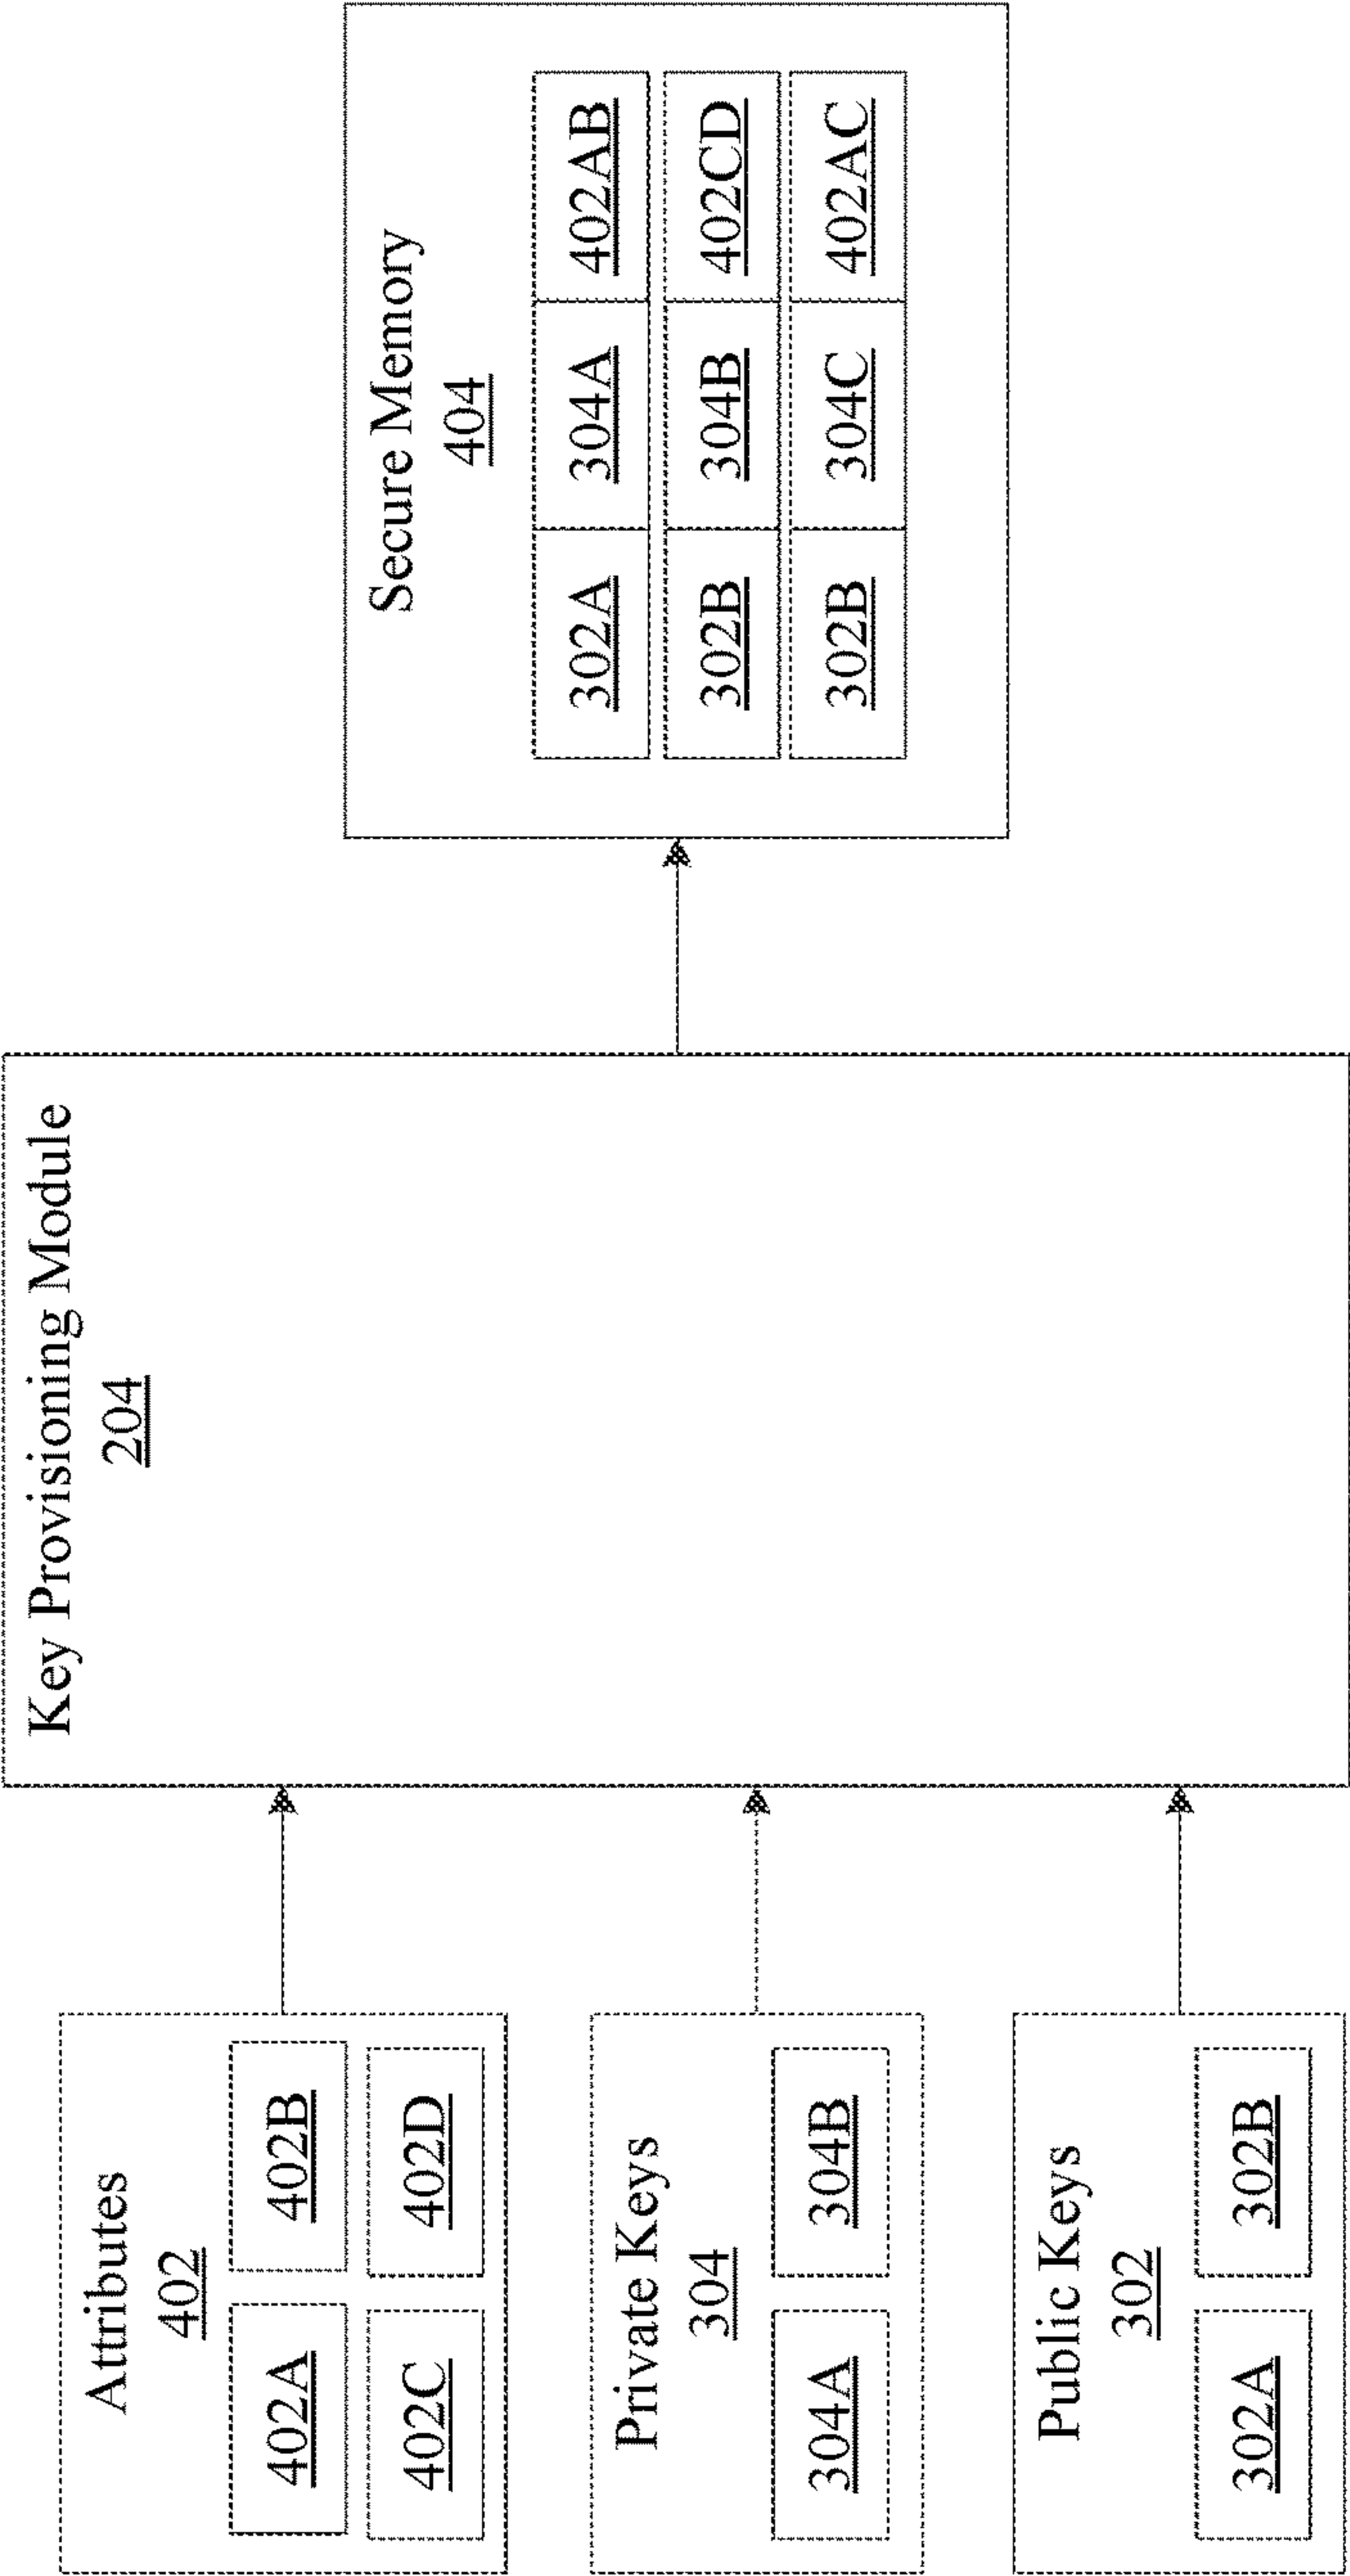 Attributes
402
402A 402B
402C 402D
Private Keys
304
304A 304B
Public Keys
302
302A 302B
Key Provisioning Module
204
Secure Memory
404
302A 304A 402AB
302B 304B 402CD
302B 304C 402AC